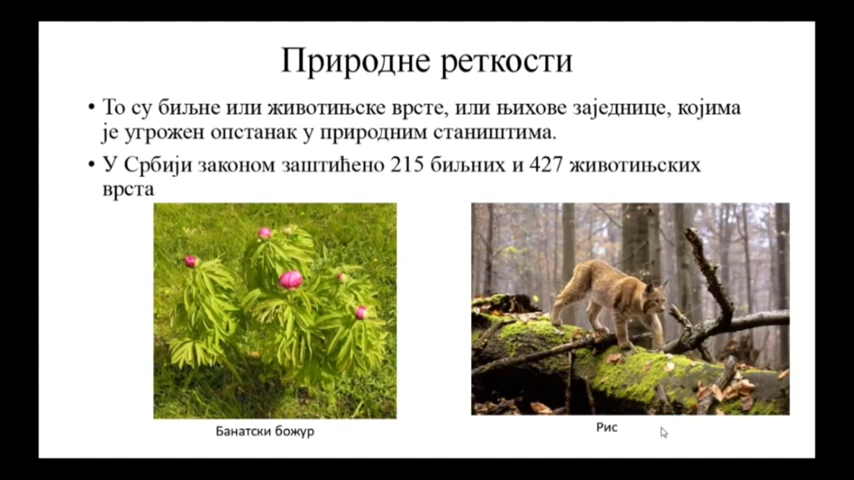 Природне реткости
• То су биљне или животињске врсте, или њихове заједнице, којима
је угрожен опстанак у природним стаништима.
• У Србији законом заштићено 215 биљних и 427 животињских
врста
Банатски божур
Рис